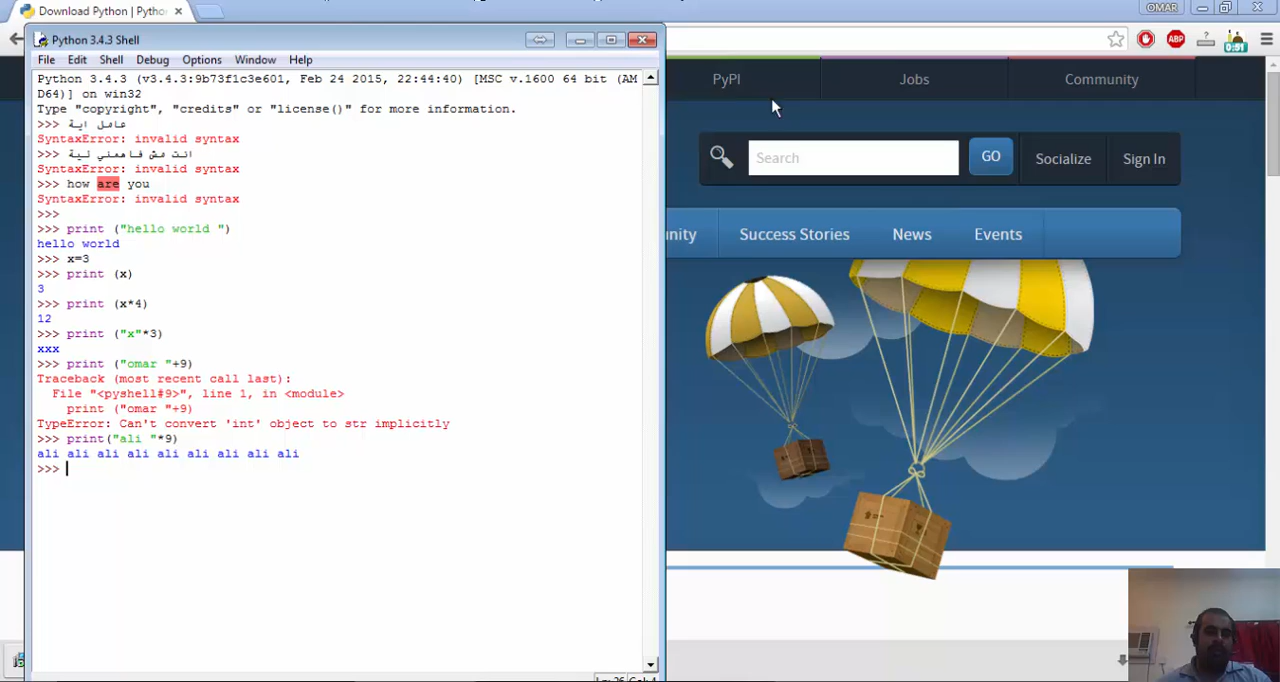 Download Python | Python
OMAR
Python 3.4.3 Shell
File Edit Shell Debug Options Window Help
Python 3.4.3 (v3.4.3:9b73f1c3e601, Feb 24 2015, 22:44:40) [MSC v.1600 64 bit (AM
D64)] on win32
Type "copyright", "credits" or "license()" for more information.
>>> عامل اية
SyntaxError: invalid syntax
>>> انت مش فاهمني لية
SyntaxError: invalid syntax
>>> how are you
SyntaxError: invalid syntax
>>>
>>> print ("hello world ")
hello world
>>> x=3
>>> print (x)
3
>>> print (x*4)
12
>>> print ("x"*3)
xxx
>>> print ("omar "+9)
Traceback (most recent call last):
File "<pyshell#9>", line 1, in <module>
print ("omar "+9)
TypeError: Can't convert 'int' object to str implicitly
>>> print("ali "*9)
ali ali ali ali ali ali ali ali ali
>>>
ABP
0:51
PyPI Jobs Community
Search GO Socialize Sign In
unity Success Stories News Events